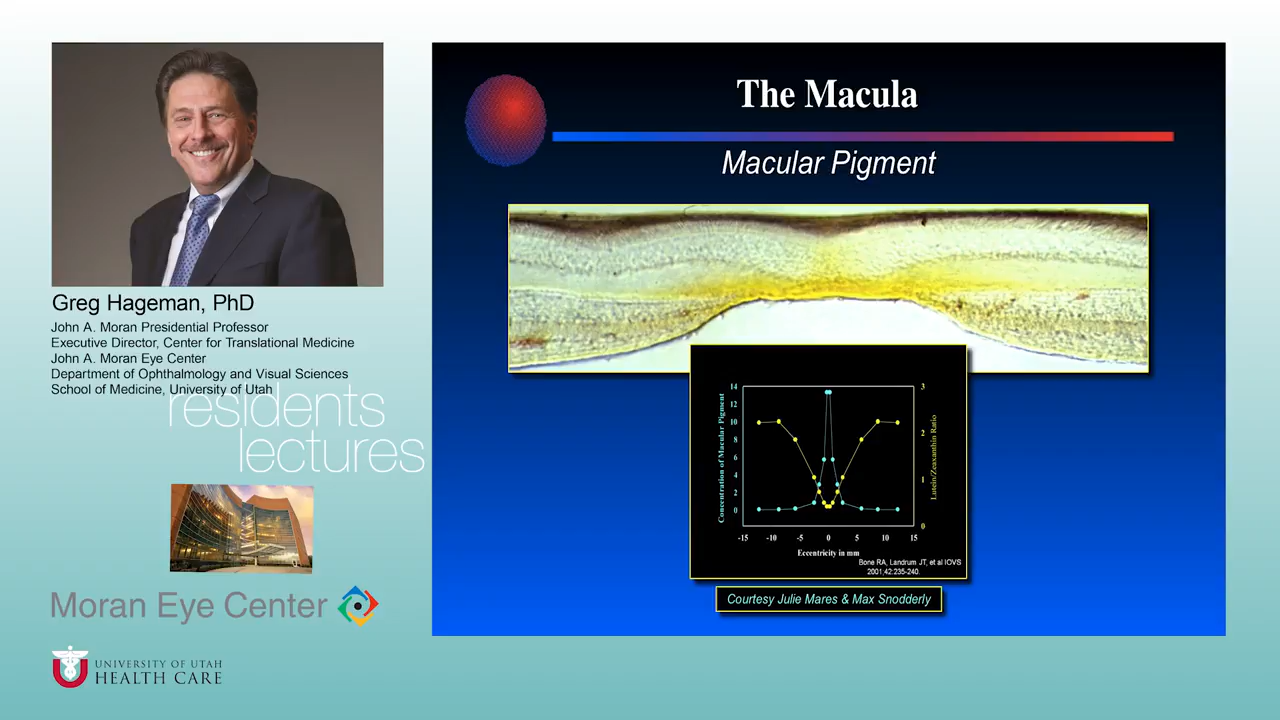 Greg Hageman, PhD
John A. Moran Presidential Professor
Executive Director, Center for Translational Medicine
John A. Moran Eye Center
Department of Ophthalmology and Visual Sciences
School of Medicine, University of Utah
residents
lectures
Moran Eye Center
UNIVERSITY OF UTAH
HEALTH CARE
The Macula
Macular Pigment
Concentration of Macular Pigment
14
12
10
8
6
4
2
0
3
2
1
0
Lutein/Zeaxanthin Ratio
-15 -10 -5 0 5 10 15
Eccentricity in mm
Bone RA, Landrum JT, et al IOVS
2001,42:235-240.
Courtesy Julie Mares & Max Snodderly